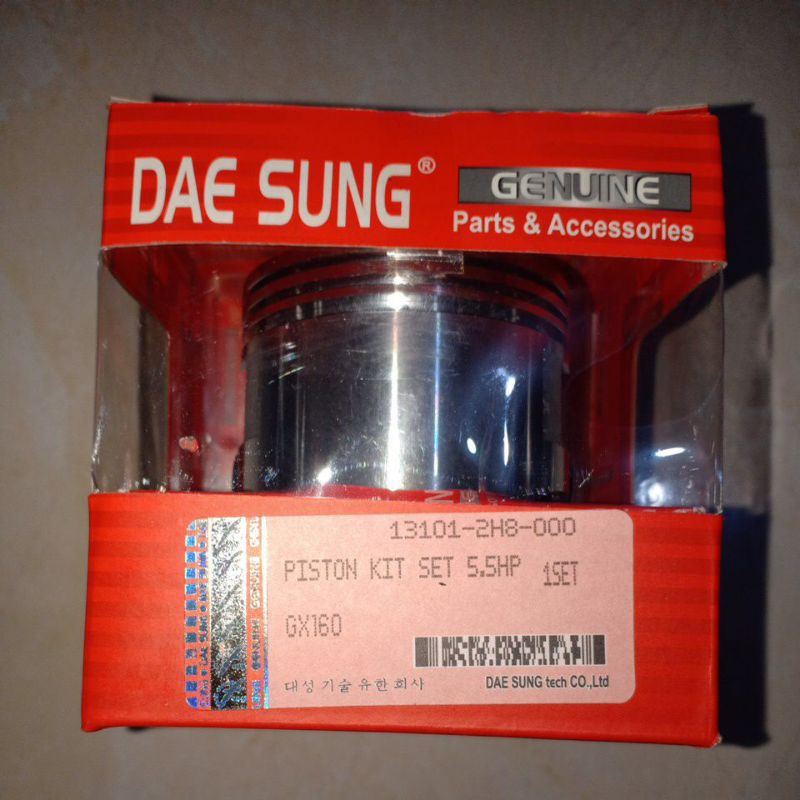 DAE SUNG®
GENUINE
Parts & Accessories
13101-2H8-000
PISTON KIT SET 5.5HP 1SET
GX160
대성기술유한회사
DAE SUNG tech CO.,Ltd